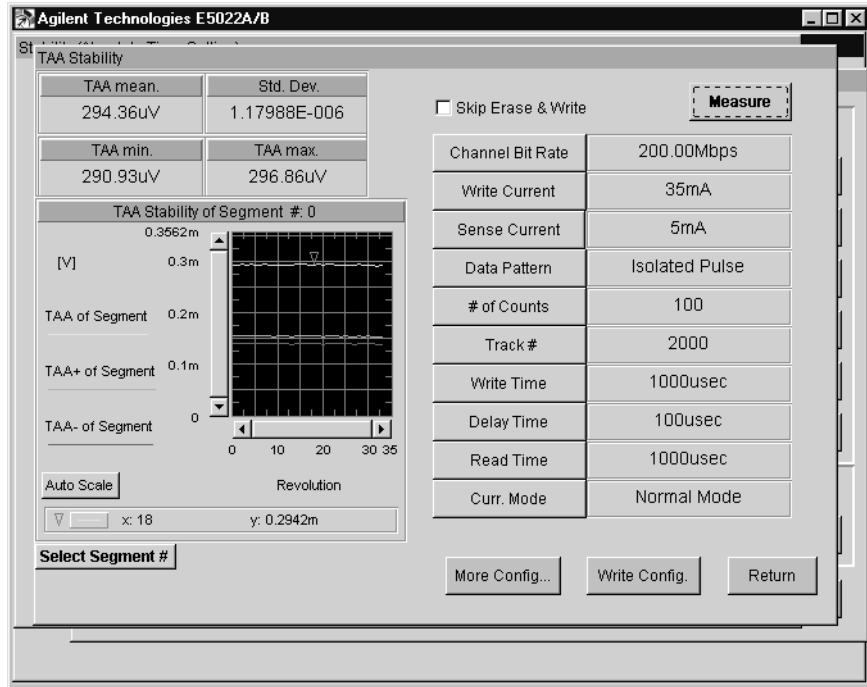 Agilent Technologies E5022A/B
TAA Stability
TAA mean. Std. Dev.
294.36uV 1.17988E-006
TAA min. TAA max.
290.93uV 296.86uV
TAA Stability of Segment #: 0
0.3562m
[V] 0.3m
TAA of Segment 0.2m
TAA+ of Segment 0.1m
TAA- of Segment 0
0 10 20 30 35
Auto Scale Revolution
x: 18 y: 0.2942m
Select Segment #
Skip Erase & Write Measure
Channel Bit Rate 200.00Mbps
Write Current 35mA
Sense Current 5mA
Data Pattern Isolated Pulse
# of Counts 100
Track # 2000
Write Time 1000usec
Delay Time 100usec
Read Time 1000usec
Curr. Mode Normal Mode
More Config... Write Config. Return